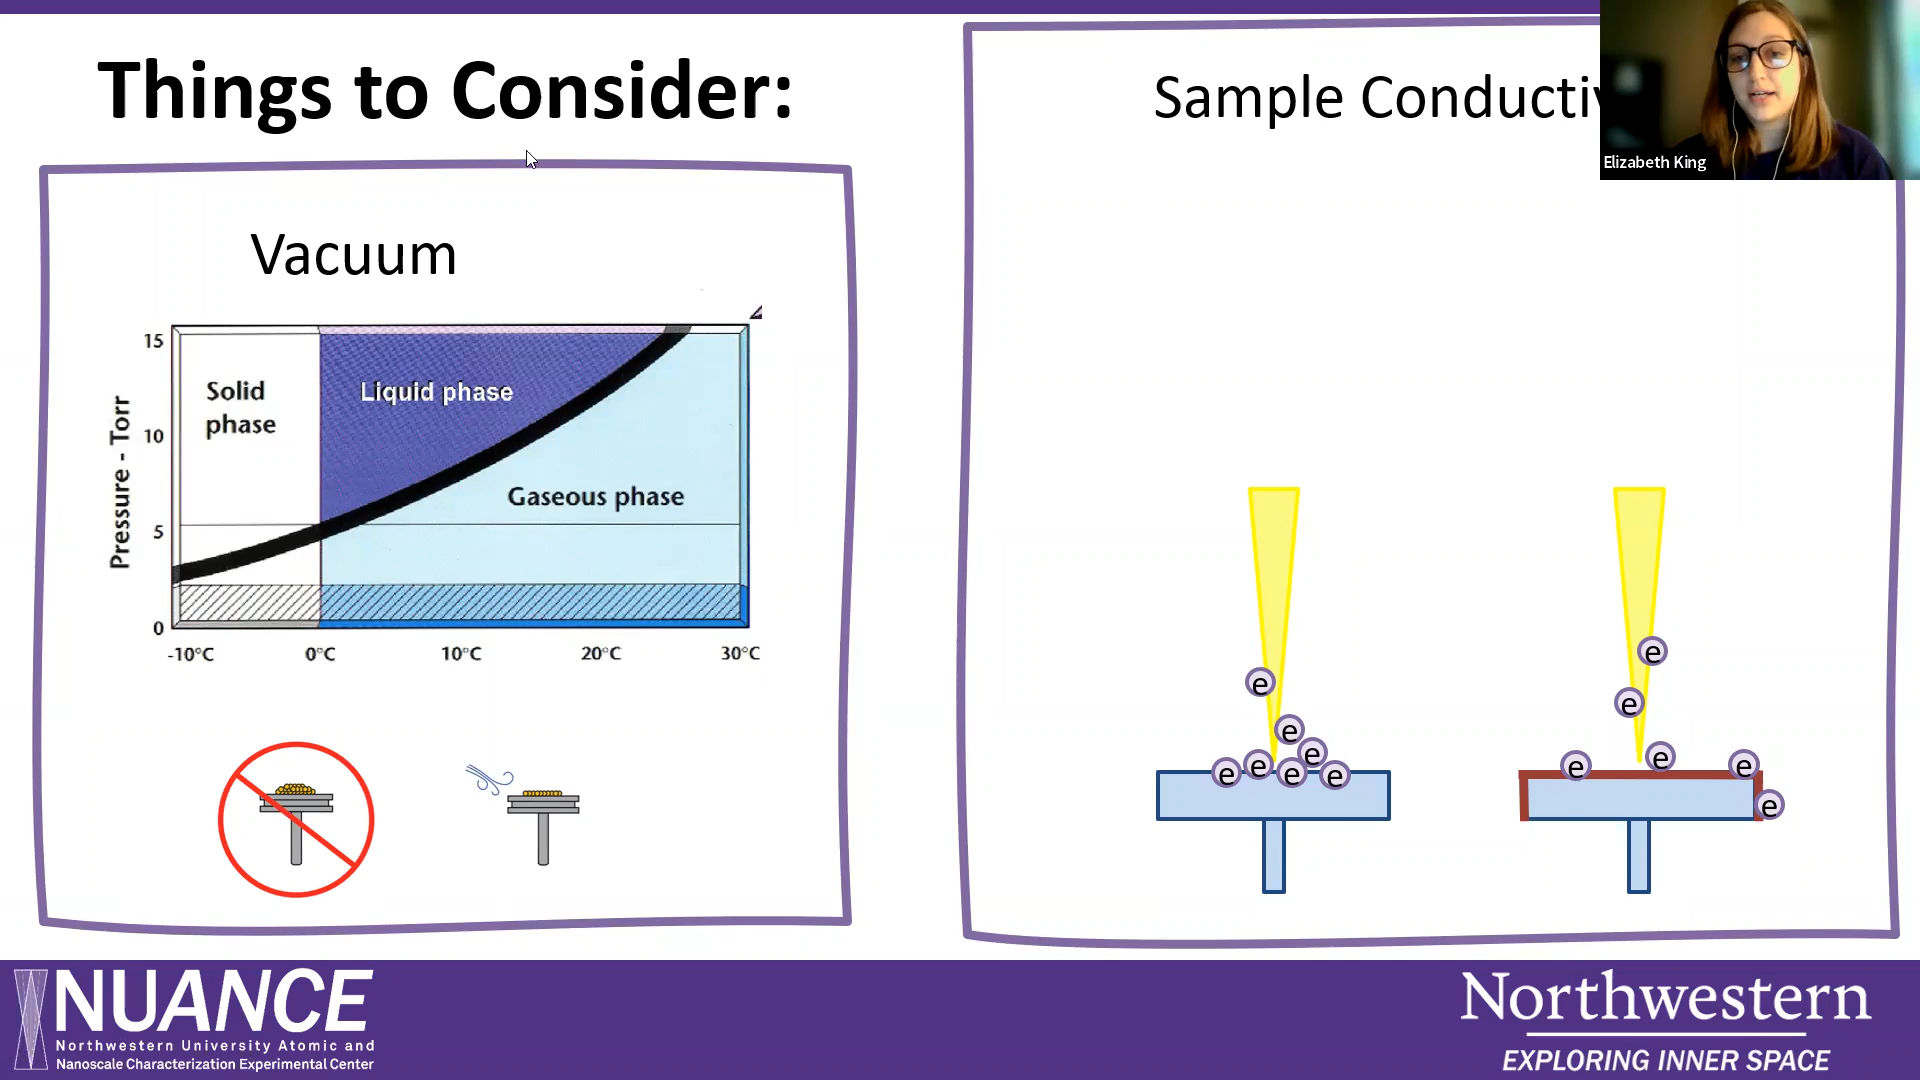 Things to Consider:
Sample Conductiv
Elizabeth King
Vacuum
Pressure - Torr
15
10
5
0
Solid
phase
Liquid phase
Gaseous phase
-10°C
0°C
10°C
20°C
30°C
e
e
e
e
e
e
e
e
e
e
e
e
e
NUANCE
Northwestern University Atomic and
Nanoscale Characterization Experimental Center
Northwestern
EXPLORING INNER SPACE